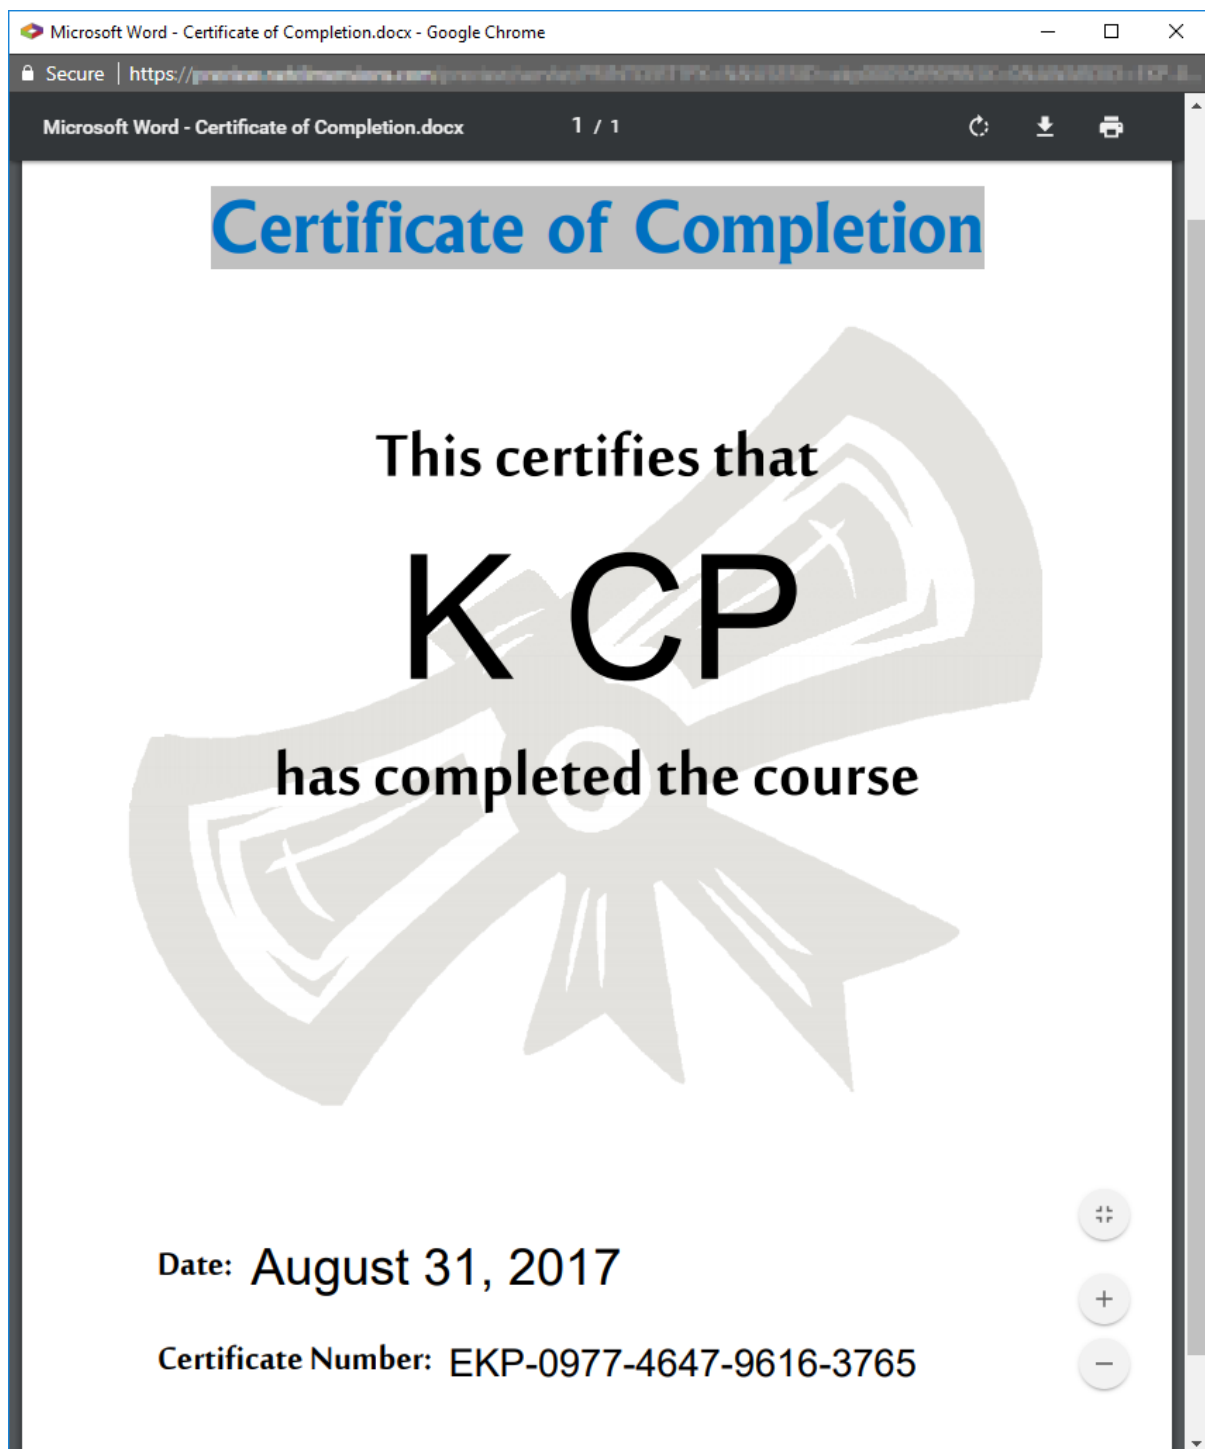 Microsoft Word - Certificate of Completion.docx - Google Chrome
Secure | https://
Microsoft Word - Certificate of Completion.docx 1 / 1
Certificate of Completion
This certifies that
K CP
has completed the course
Date: August 31, 2017
Certificate Number: EKP-0977-4647-9616-3765